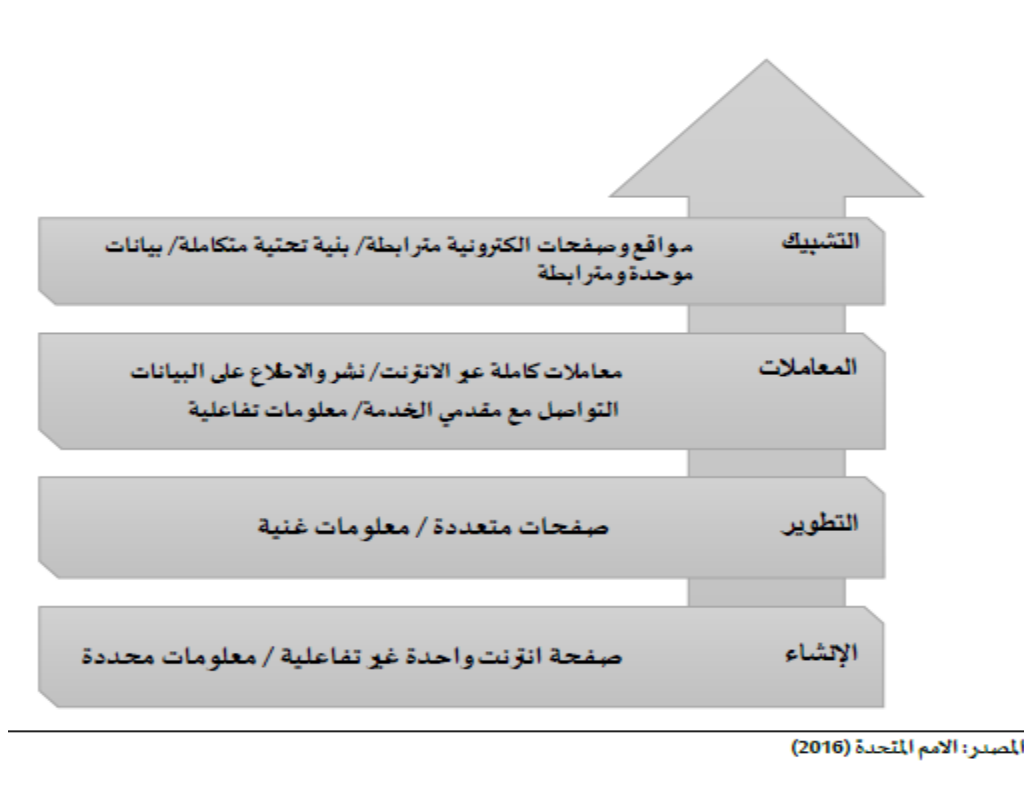 التشبيك
مواقع وصفحات الكترونية مترابطة/ بنية تحتية متكاملة/ بيانات
موحدة ومترابطة
المعاملات
معاملات كاملة عبر الانترنت/ نشر والاطلاع على البيانات
التواصل مع مقدمي الخدمة/ معلومات تفاعلية
التطوير
صفحات متعددة / معلومات غنية
الإنشاء
صفحة انترنت واحدة غير تفاعلية / معلومات محددة
المصدر: الامم المتحدة (2016)